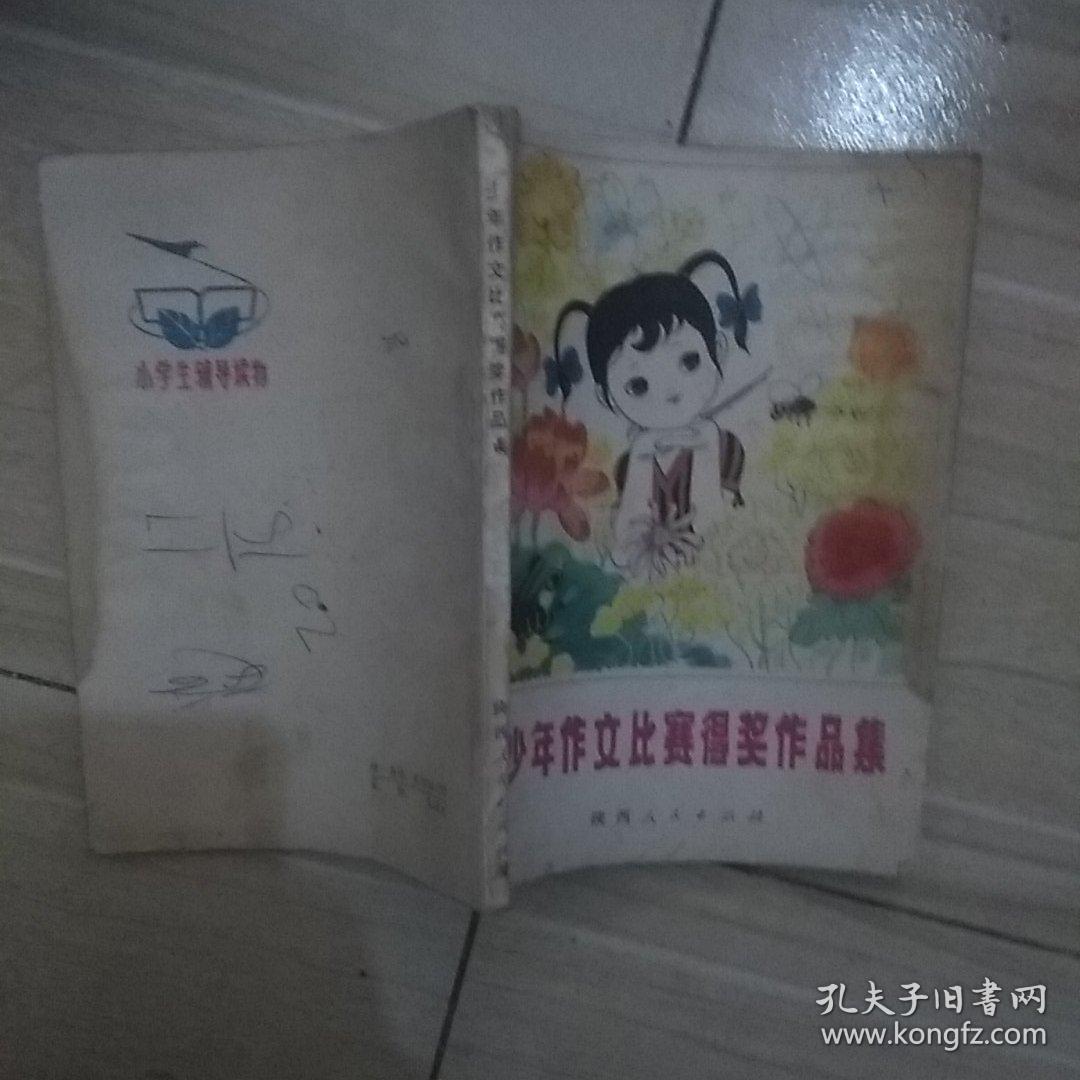 小学生辅导读物
少年作文比赛得奖作品集
少年作文比赛得奖作品集
陕西人民出版社
孔夫子旧書网
www.kongfz.com